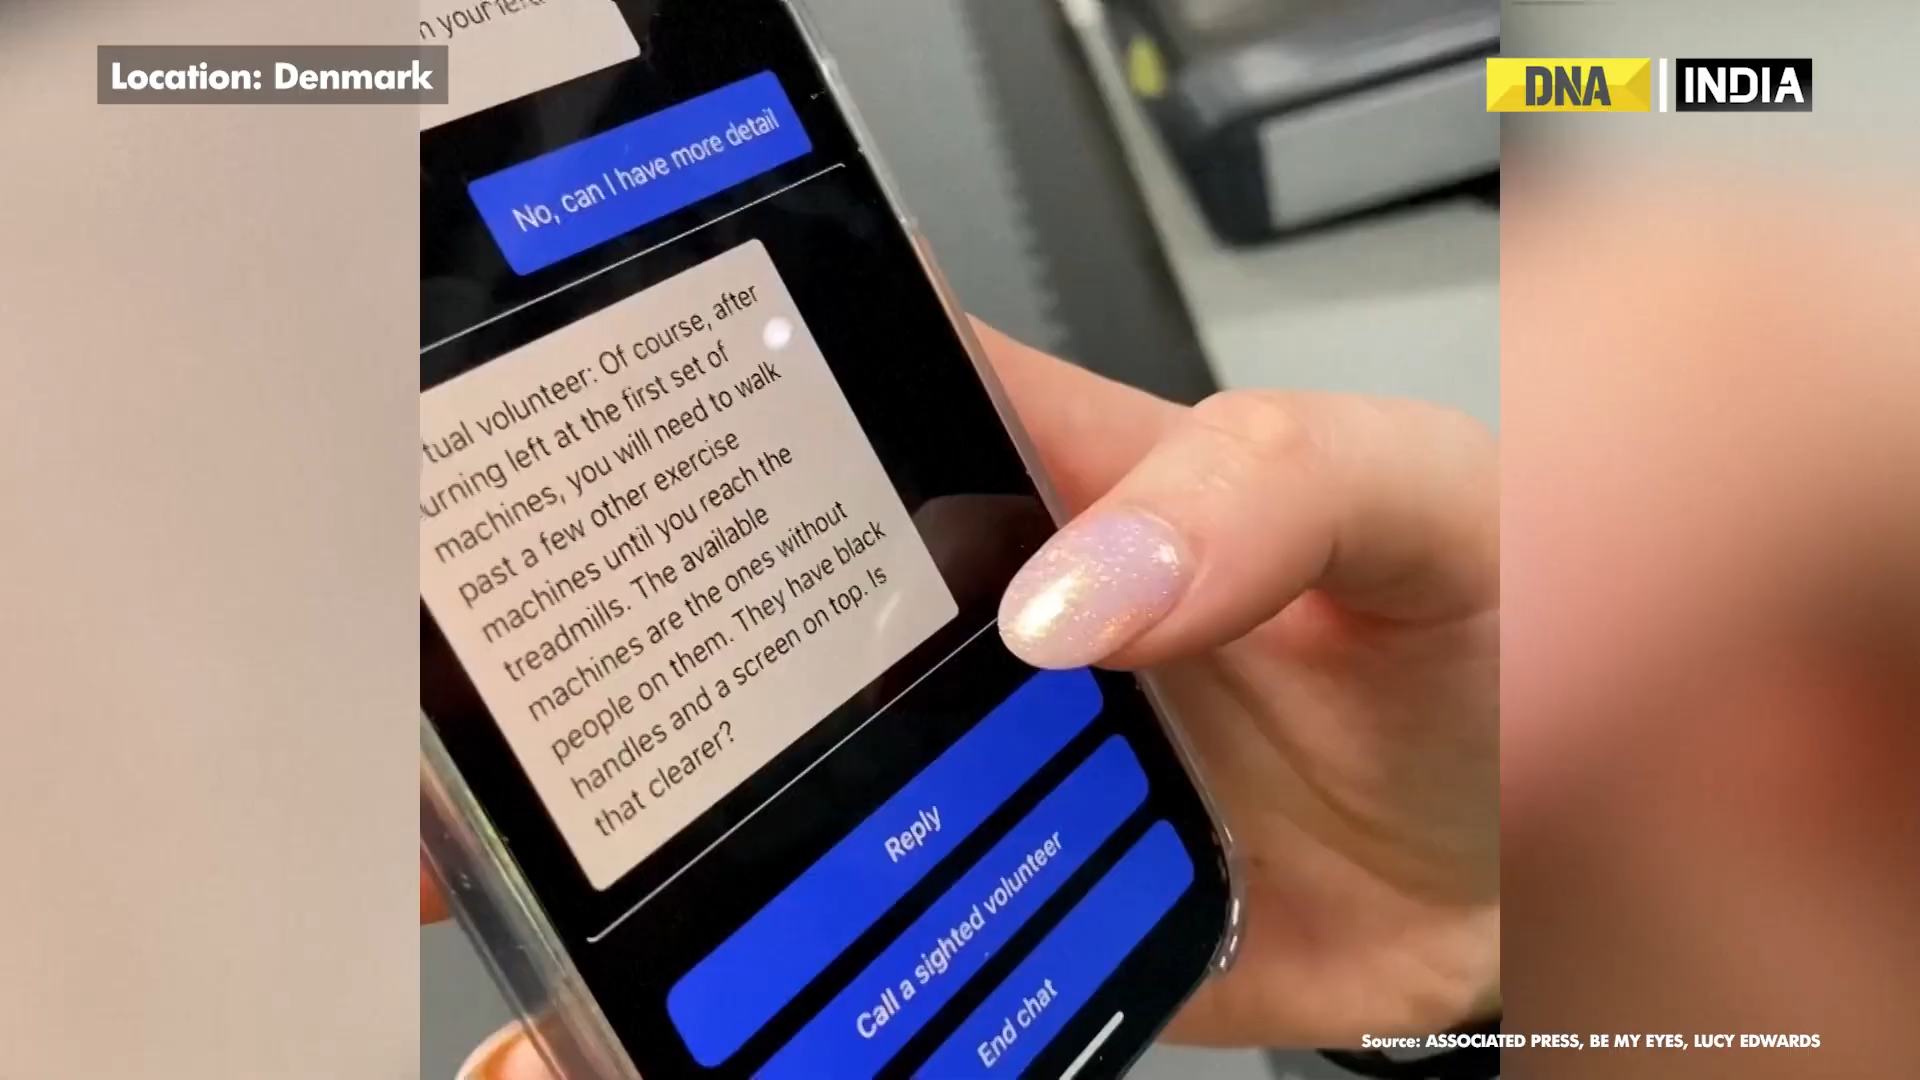 Location: Denmark
DNA | INDIA
n your left.
No, can I have more detail
tual volunteer: Of course, after
urning left at the first set of
machines, you will need to walk
past a few other exercise
machines until you reach the
treadmills. The available
machines are the ones without
people on them. They have black
handles and a screen on top. Is
that clearer?
Reply
Call a sighted volunteer
End chat
Source: ASSOCIATED PRESS, BE MY EYES, LUCY EDWARDS